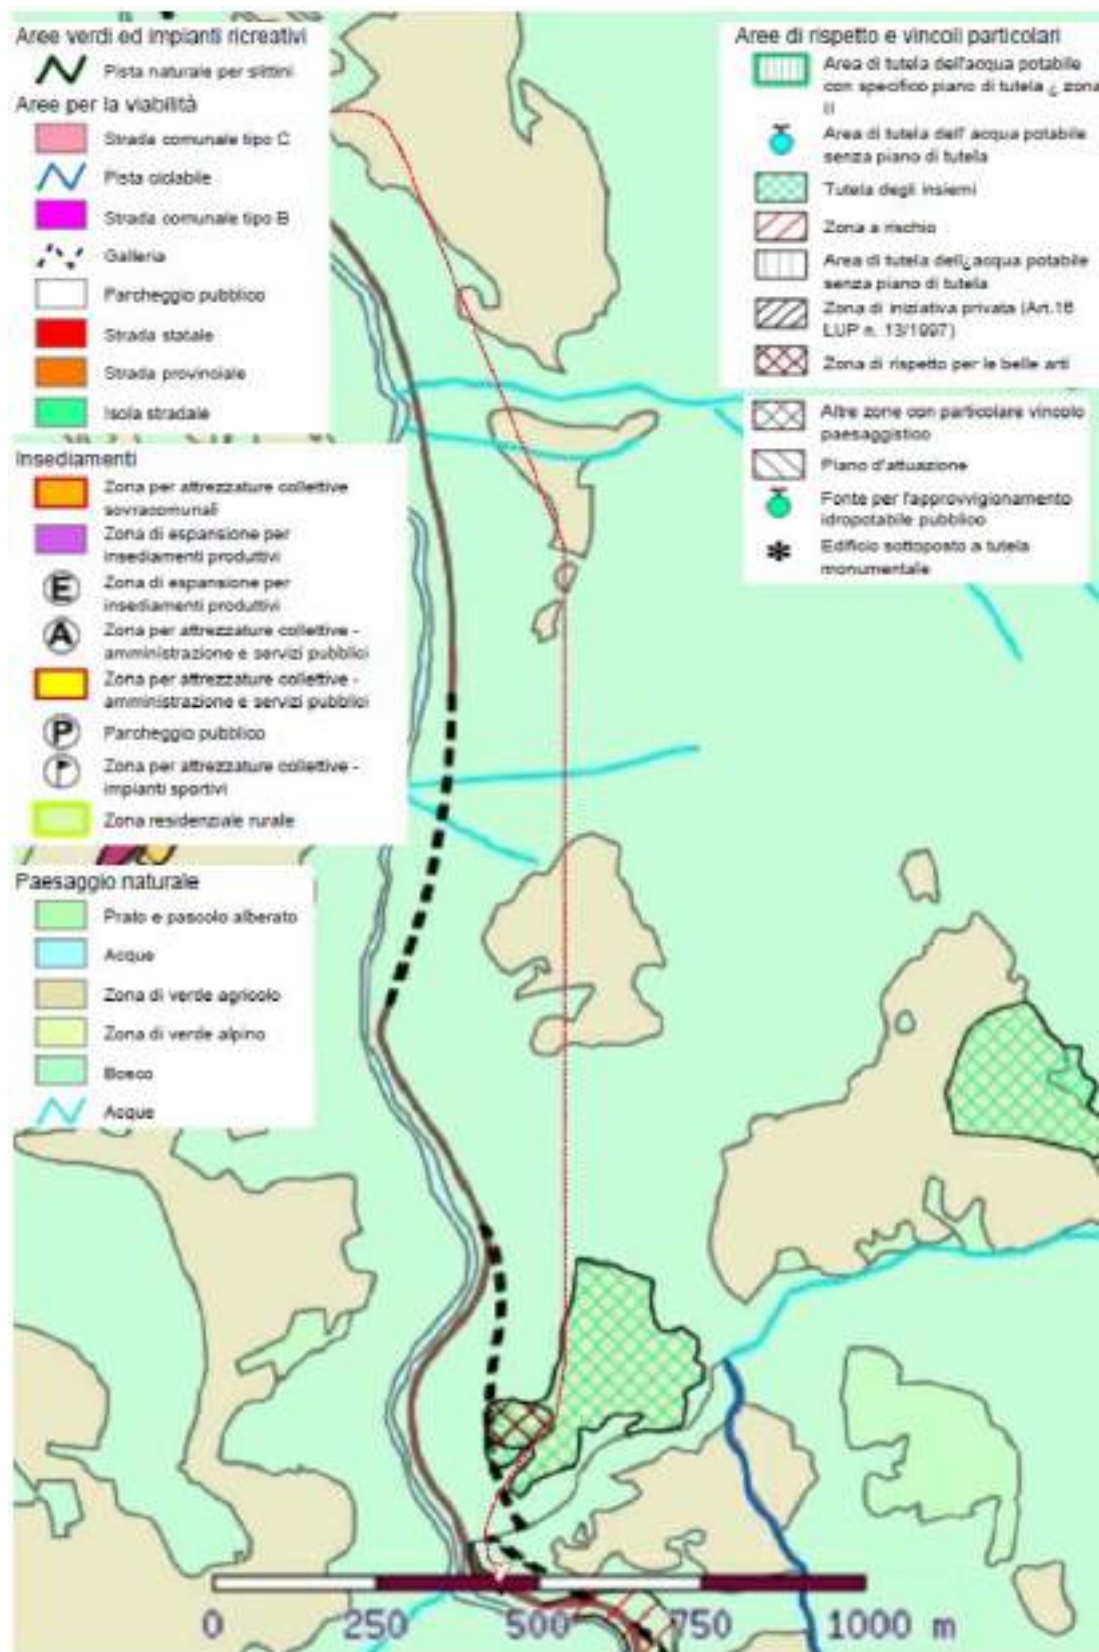 Aree verdi ed impianti ricreativi
Pista naturale per slittini
Aree per la viabilità
Strada comunale tipo C
Pista ciclabile
Strada comunale tipo B
Galleria
Parcheggio pubblico
Strada statale
Strada provinciale
Isola stradale
Insediamenti
Zona per attrezzature collettive
sovracomunali
Zona di espansione per
insediamenti produttivi
E
Zona di espansione per
insediamenti produttivi
A
Zona per attrezzature collettive -
amministrazione e servizi pubblici
Zona per attrezzature collettive -
amministrazione e servizi pubblici
P
Parcheggio pubblico
Zona per attrezzature collettive -
impianti sportivi
Zona residenziale rurale
Paesaggio naturale
Prato e pascolo alberato
Acque
Zona di verde agricolo
Zona di verde alpino
Bosco
Acque
Aree di rispetto e vincoli particolari
Area di tutela dell'acqua potabile
con specifico piano di tutela ¿ zona
II
Area di tutela dell' acqua potabile
senza piano di tutela
Tutela degli insiemi
Zona a rischio
Area di tutela dell¿acqua potabile
senza piano di tutela
Zona di iniziativa privata (Art.16
LUP n. 13/1997)
Zona di rispetto per le belle arti
Altre zone con particolare vincolo
paesaggistico
Piano d'attuazione
Fonte per l'approvvigionamento
idropotabile pubblico
Edificio sottoposto a tutela
monumentale
0 250 500 750 1000 m